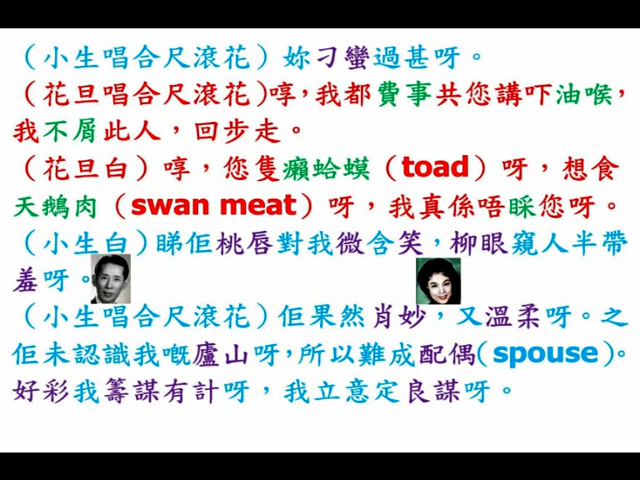 （小生唱合尺滾花）妳刁蠻過甚呀。
（花旦唱合尺滾花)啍，我都費事共您講吓油喉，
我不屑此人，回步走。
（花旦白）啍，您隻癩蛤蟆（toad）呀，想食
天鵝肉（swan meat）呀，我真係唔睬您呀。
（小生白）睇佢桃唇對我微含笑，柳眼窺人半帶
羞呀。
（小生唱合尺滾花）佢果然肖妙，又溫柔呀。之
佢未認識我嘅廬山呀，所以難成配偶(spouse)。
好彩我籌謀有計呀，我立意定良謀呀。